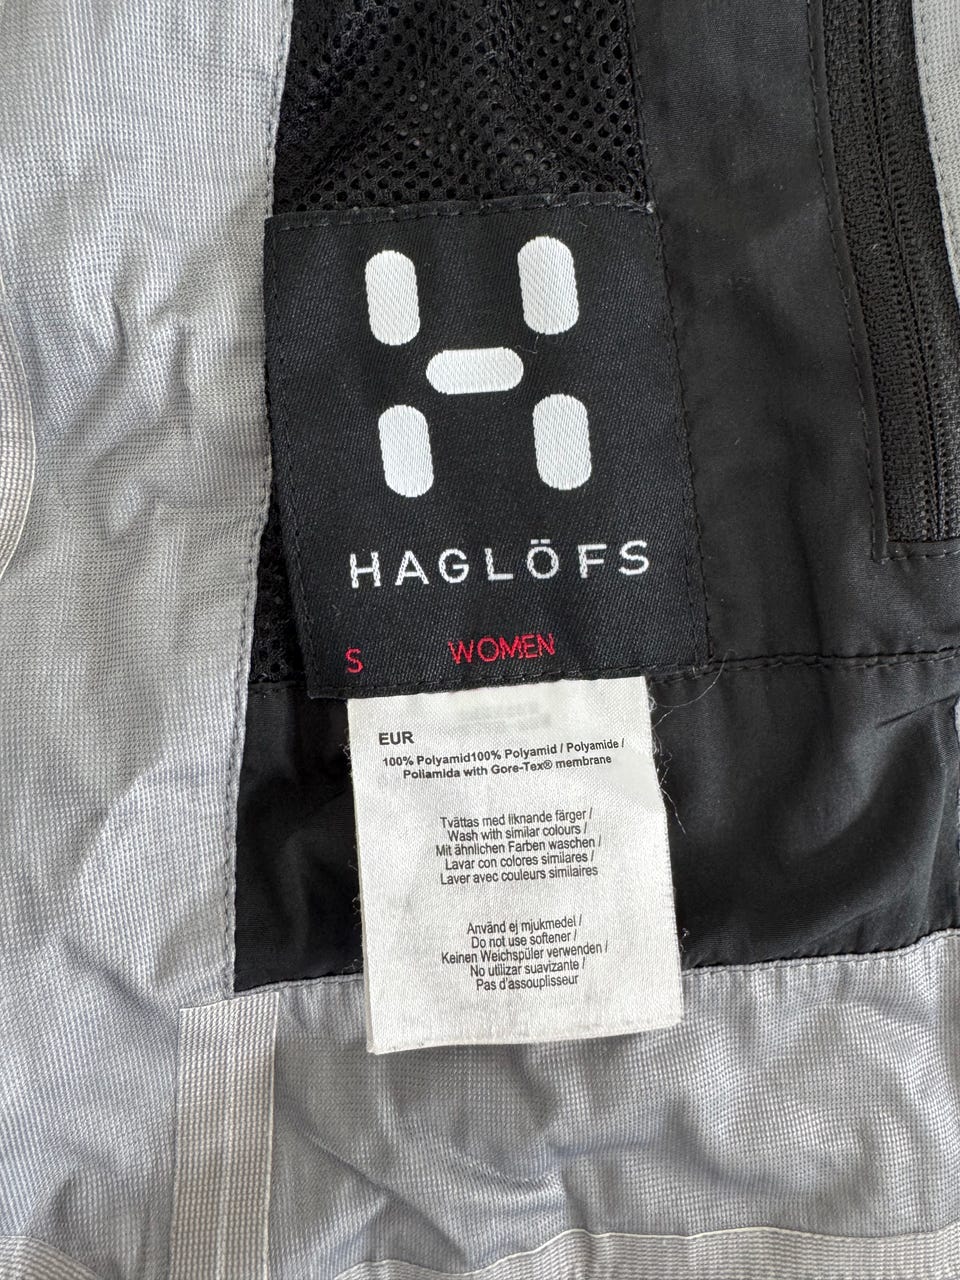 HAGLÖFS
S WOMEN
EUR
100% Polyamid100% Polyamid / Polyamide /
Poliamida with Gore-Tex® membrane
Tvättas med liknande färger /
Wash with similar colours /
Mit ähnlichen Farben waschen /
Lavar con colores similares /
Laver avec couleurs similaires
Använd ej mjukmedel /
Do not use softener /
Keinen Weichspüler verwenden /
No utilizar suavizante /
Pas d'assouplisseur